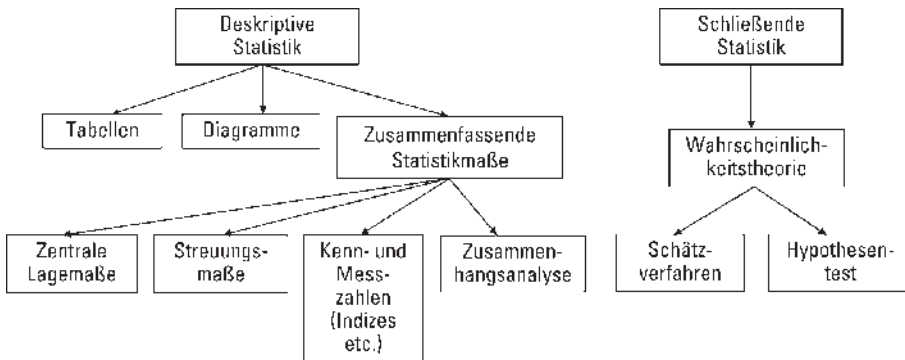 Deskriptive
Statistik
Schließende
Statistik
Tabellen
Diagramme
Zusammenfassende
Statistikmaße
Wahrscheinlich-
keitstheorie
Zentrale
Lagemaße
Streuungs-
maße
Kenn- und
Mess-
zahlen
(Indizes
etc.)
Zusammen-
hangsanalyse
Schätz-
verfahren
Hypothesen-
test